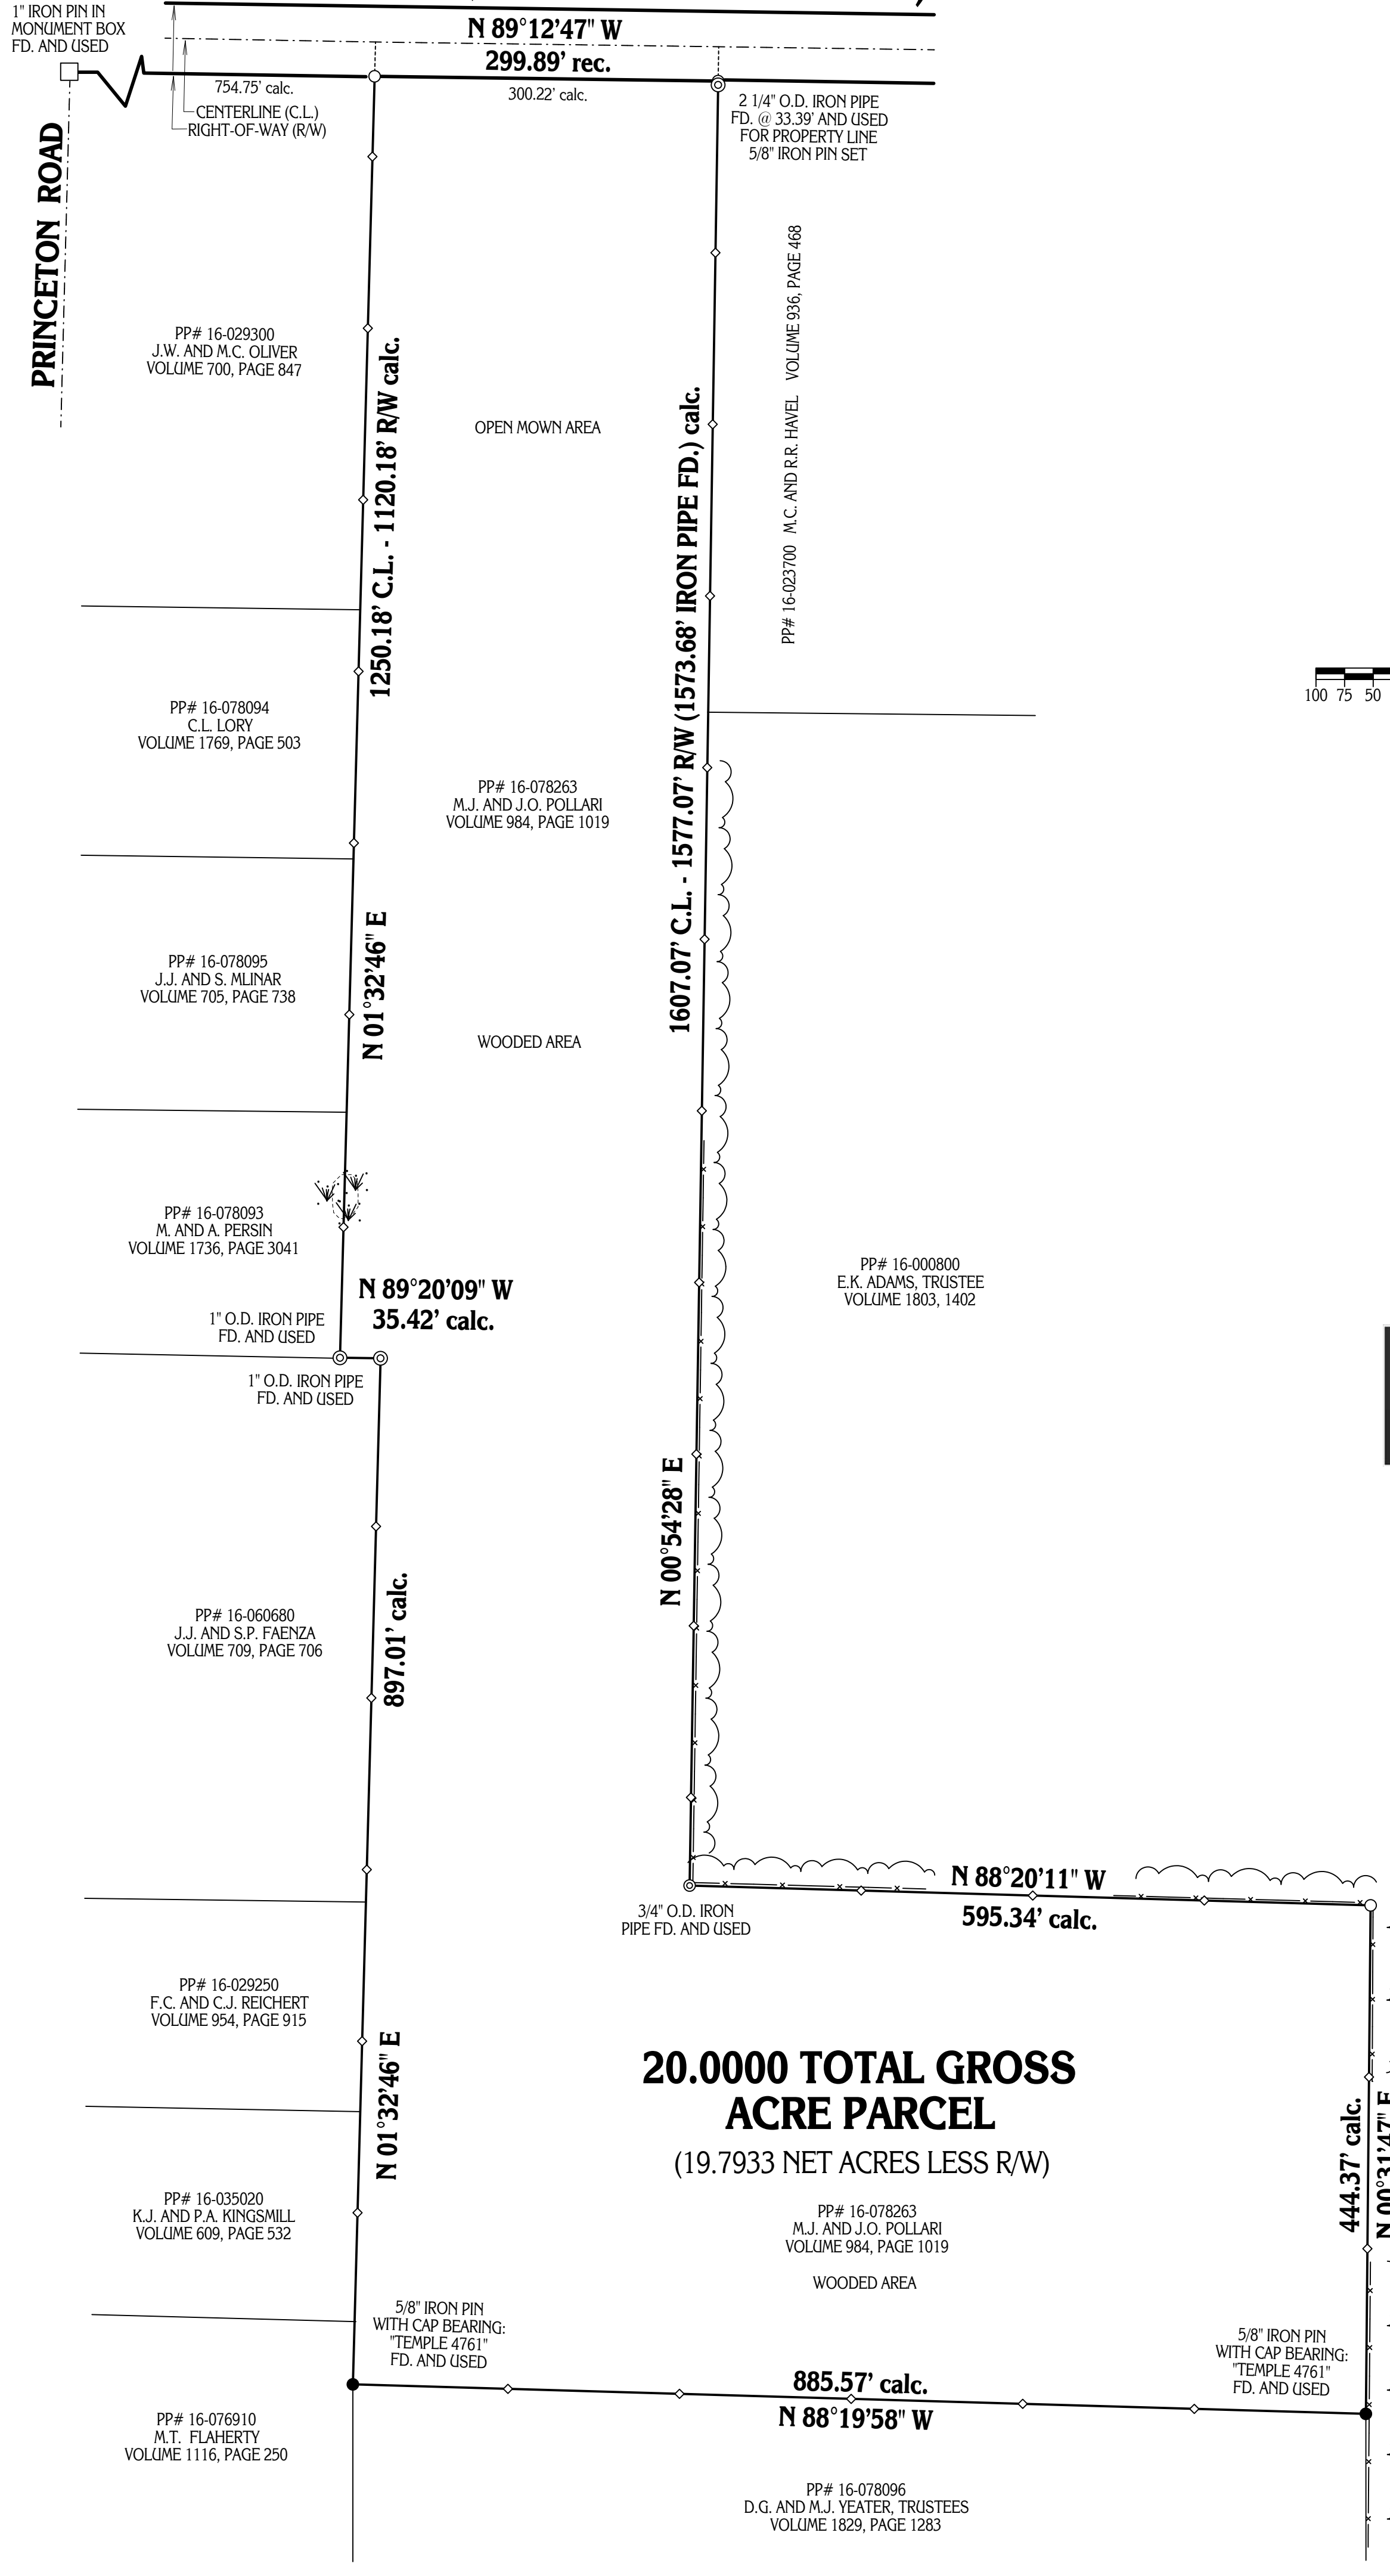 1" IRON PIN IN
MONUMENT BOX
FD. AND USED
N 89°12'47" W
299.89' rec.
754.75' calc.
300.22' calc.
CENTERLINE (C.L.)
RIGHT-OF-WAY (R/W)
2 1/4" O.D. IRON PIPE
FD. @ 33.39' AND USED
FOR PROPERTY LINE
5/8" IRON PIN SET
PRINCETON ROAD
PP# 16-029300
J.W. AND M.C. OLIVER
VOLUME 700, PAGE 847
1250.18' C.L. - 1120.18' R/W calc.
OPEN MOWN AREA
1607.07' C.L. - 1577.07' R/W (1573.68' IRON PIPE FD.) calc.
PP# 16-023700 M.C. AND R.R. HAVEL VOLUME 936, PAGE 468
100 75 50
PP# 16-078094
C.L. LORY
VOLUME 1769, PAGE 503
PP# 16-078263
M.J. AND J.O. POLLARI
VOLUME 984, PAGE 1019
PP# 16-078095
J.J. AND S. MLINAR
VOLUME 705, PAGE 738
N 01°32'46" E
WOODED AREA
PP# 16-078093
M. AND A. PERSIN
VOLUME 1736, PAGE 3041
N 89°20'09" W
35.42' calc.
1" O.D. IRON PIPE
FD. AND USED
1" O.D. IRON PIPE
FD. AND USED
PP# 16-000800
E.K. ADAMS, TRUSTEE
VOLUME 1803, 1402
N 00°54'28" E
PP# 16-060680
J.J. AND S.P. FAENZA
VOLUME 709, PAGE 706
897.01' calc.
N 88°20'11" W
595.34' calc.
3/4" O.D. IRON
PIPE FD. AND USED
PP# 16-029250
F.C. AND C.J. REICHERT
VOLUME 954, PAGE 915
N 01°32'46" E
20.0000 TOTAL GROSS
ACRE PARCEL
(19.7933 NET ACRES LESS R/W)
444.37' calc.
N 00°31'47" E
PP# 16-035020
K.J. AND P.A. KINGSMILL
VOLUME 609, PAGE 532
PP# 16-078263
M.J. AND J.O. POLLARI
VOLUME 984, PAGE 1019
WOODED AREA
5/8" IRON PIN
WITH CAP BEARING:
"TEMPLE 4761"
FD. AND USED
5/8" IRON PIN
WITH CAP BEARING:
"TEMPLE 4761"
FD. AND USED
885.57' calc.
N 88°19'58" W
PP# 16-076910
M.T. FLAHERTY
VOLUME 1116, PAGE 250
PP# 16-078096
D.G. AND M.J. YEATER, TRUSTEES
VOLUME 1829, PAGE 1283